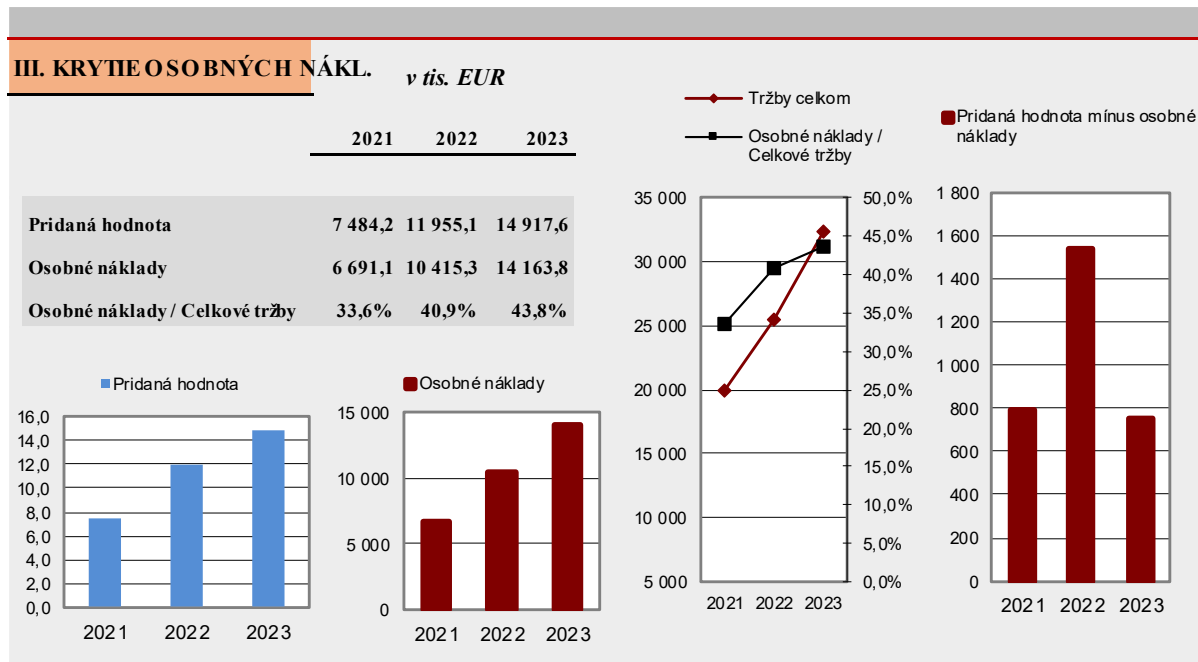 III. KRYTIE OSOBNÝCH NÁKL.
v tis. EUR
2021 2022 2023
Pridaná hodnota 7 484,2 11 955,1 14 917,6
Osobné náklady 6 691,1 10 415,3 14 163,8
Osobné náklady / Celkové tržby 33,6% 40,9% 43,8%
Pridaná hodnota
16,0
14,0
12,0
10,0
8,0
6,0
4,0
2,0
0,0
2021 2022 2023
Osobné náklady
15 000
10 000
5 000
0
2021 2022 2023
Tržby celkom
Osobné náklady /
Celkové tržby
35 000
30 000
25 000
20 000
15 000
10 000
5 000
50,0%
45,0%
40,0%
35,0%
30,0%
25,0%
20,0%
15,0%
10,0%
5,0%
0,0%
2021 2022 2023
Pridaná hodnota mínus osobné
náklady
1 800
1 600
1 400
1 200
1 000
800
600
400
200
0
2021 2022 2023